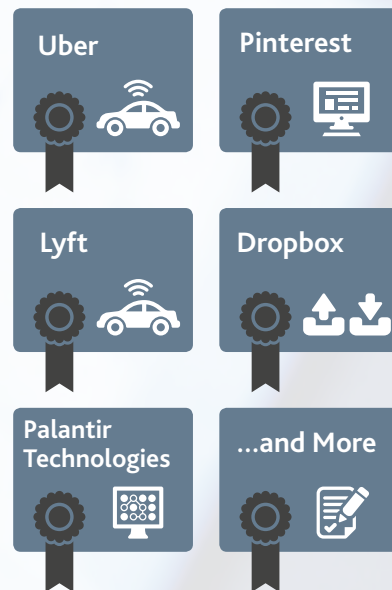 Uber
Pinterest
Lyft
Dropbox
Palantir
Technologies
...and More